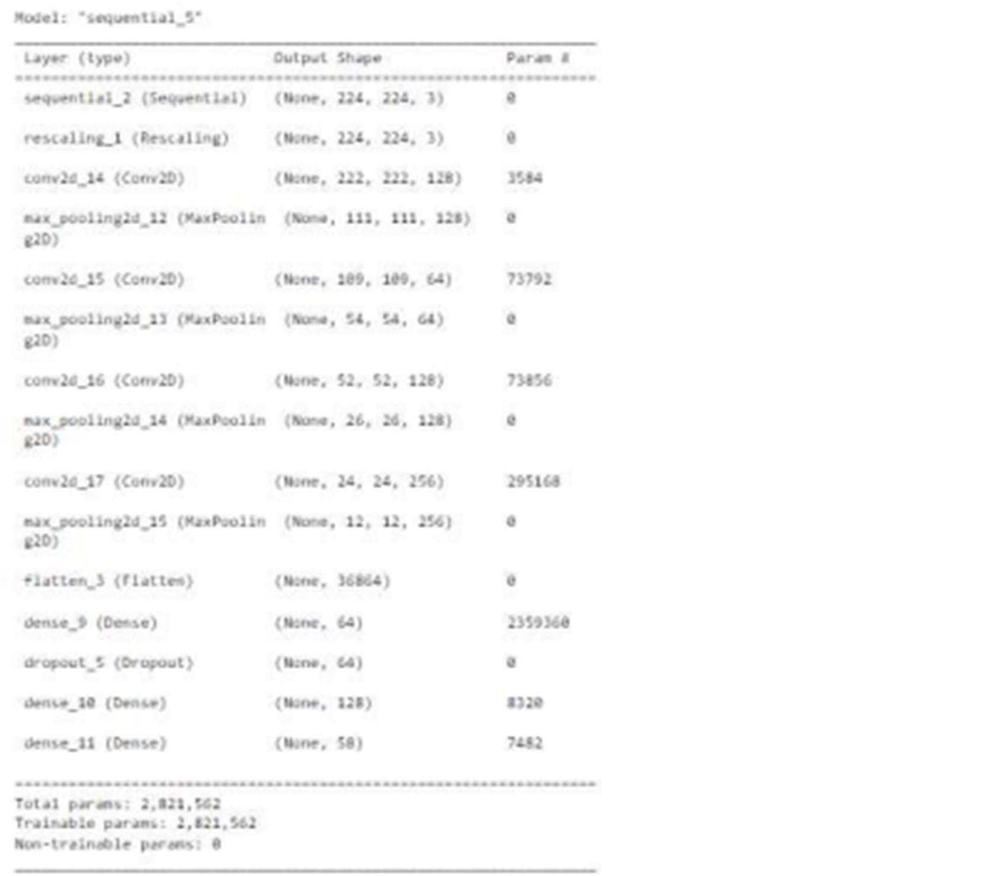 Model: "sequential_5"
Layer (type) Output Shape Param #
sequential_2 (Sequential) (None, 224, 224, 3) 0
rescaling_1 (Rescaling) (None, 224, 224, 3) 0
conv2d_14 (Conv2D) (None, 222, 222, 128) 3584
max_pooling2d_12 (MaxPoolin (None, 111, 111, 128) 0
g2D)
conv2d_15 (Conv2D) (None, 109, 109, 64) 73792
max_pooling2d_13 (MaxPoolin (None, 54, 54, 64) 0
g2D)
conv2d_16 (Conv2D) (None, 52, 52, 128) 73856
max_pooling2d_14 (MaxPoolin (None, 26, 26, 128) 0
g2D)
conv2d_17 (Conv2D) (None, 24, 24, 256) 295168
max_pooling2d_15 (MaxPoolin (None, 12, 12, 256) 0
g2D)
flatten_3 (Flatten) (None, 36864) 0
dense_9 (Dense) (None, 64) 2359360
dropout_5 (Dropout) (None, 64) 0
dense_10 (Dense) (None, 128) 8320
dense_11 (Dense) (None, 58) 7482
Total params: 2,821,562
Trainable params: 2,821,562
Non-trainable params: 0